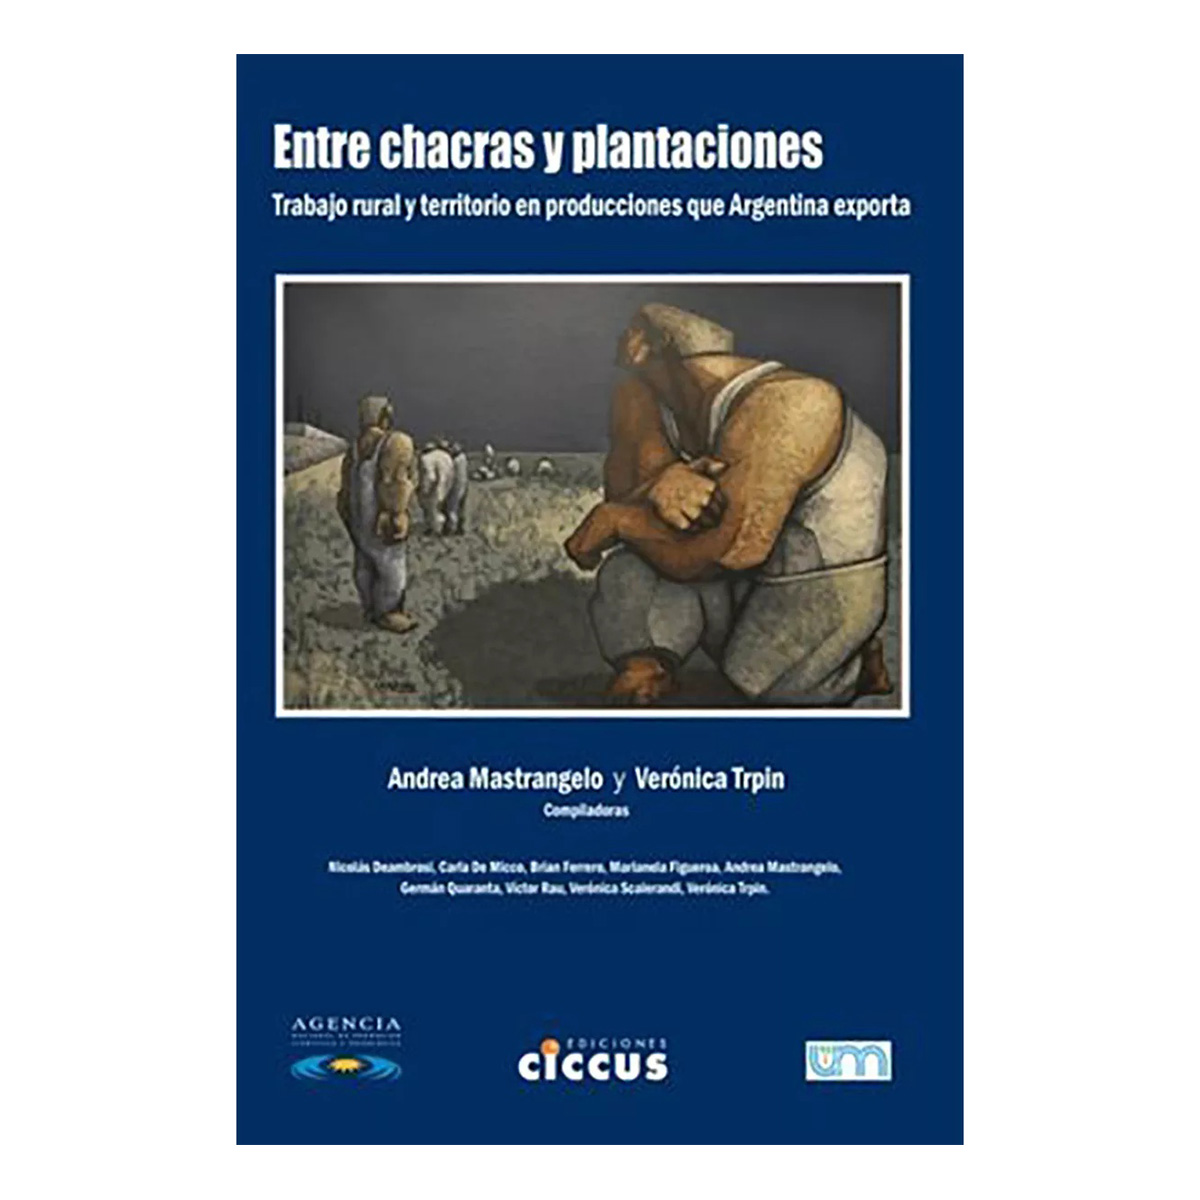 Entre chacras y plantaciones
Trabajo rural y territorio en producciones que Argentina exporta
Andrea Mastrangelo y Verónica Trpin
Compiladoras
Nicolás Deambrosi, Carla De Micco, Brian Ferrero, Marianela Figueroa, Andrea Mastrangelo,
Germán Quaranta, Víctor Rau, Verónica Scalerandi, Verónica Trpin.
AGENCIA
EDICIONES
CICCUS
um